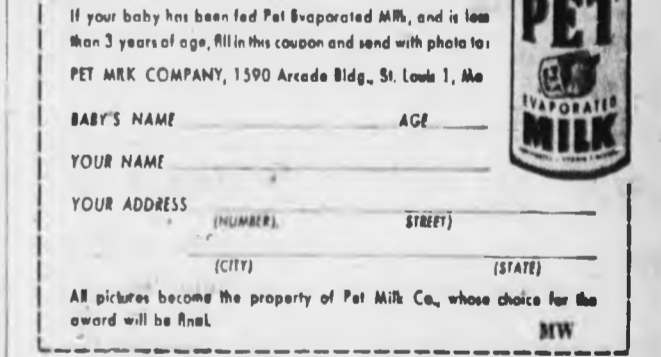 If your baby has been fed Pet Evaporated Milk, and is less
than 3 years of age, fill in this coupon and send with photo to:
PET MILK COMPANY, 1590 Arcade Bldg., St. Louis 1, Mo
BABY'S NAME AGE
YOUR NAME
YOUR ADDRESS
(NUMBER), STREET)
(CITY) (STATE)
All pictures become the property of Pet Milk Co., whose choice for the
award will be final.
MW
PET
EVAPORATED
MILK